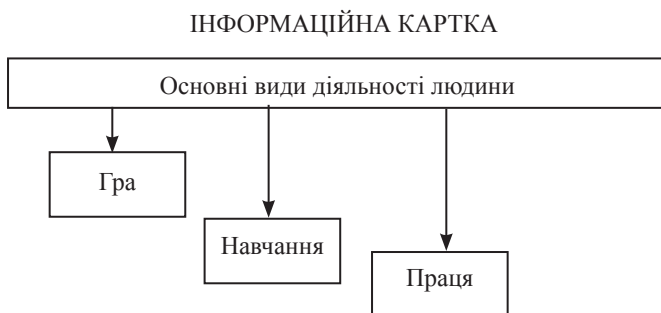 ІНФОРМАЦІЙНА КАРТКА
Основні види діяльності людини
Гра
Навчання
Праця